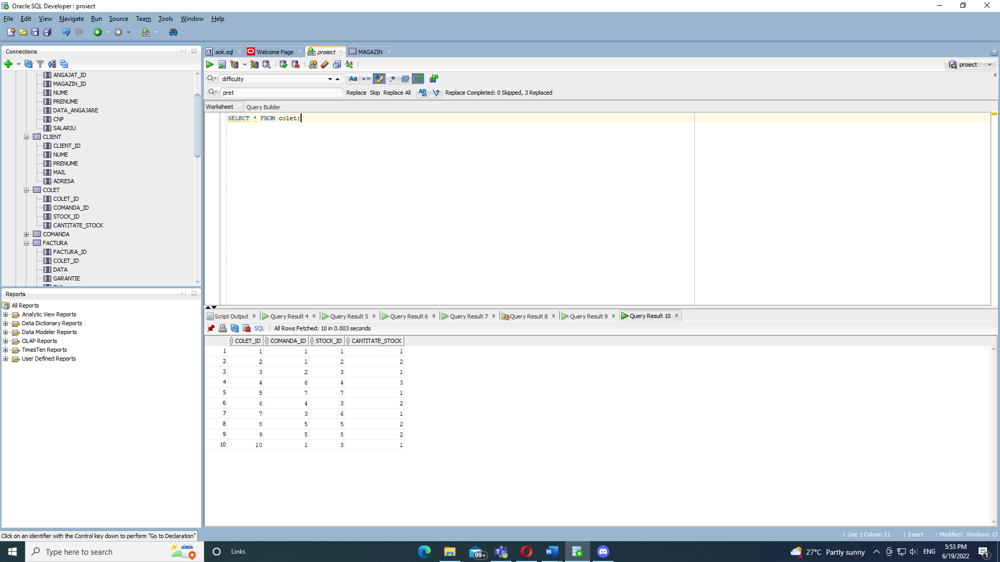 Oracle SQL Developer : proiect
File Edit View Navigate Run Source Team Tools Window Help
Connections
ANGAJAT_ID
MAGAZIN_ID
NUME
PRENUME
DATA_ANGAJARE
CNP
SALARIU
CLIENT
CLIENT_ID
NUME
PRENUME
MAIL
ADRESA
COLET
COLET_ID
COMANDA_ID
STOCK_ID
CANTITATE_STOCK
COMANDA
FACTURA
FACTURA_ID
COLET_ID
DATA
GARANTIE
Reports
All Reports
Analytic View Reports
Data Dictionary Reports
Data Modeler Reports
OLAP Reports
TimesTen Reports
User Defined Reports
aok.sql Welcome Page proiect MAGAZIN
proiect
difficulty
pret Replace Skip Replace All Replace Completed: 0 Skipped, 3 Replaced
Worksheet Query Builder
SELECT * FROM colet;
Script Output Query Result 4 Query Result 5 Query Result 6 Query Result 7 Query Result 8 Query Result 9 Query Result 10
SQL All Rows Fetched: 10 in 0.003 seconds
COLET_ID COMANDA_ID STOCK_ID CANTITATE_STOCK
1 1 1 1 1
2 2 1 2 2
3 3 2 3 1
4 4 6 4 3
5 5 7 7 1
6 6 4 3 2
7 7 3 6 1
8 8 5 5 2
9 9 5 8 2
10 10 1 3 1
Click on an identifier with the Control key down to perform "Go to Declaration"
Line 1 Column 21 Insert Modified Windows: CF
Type here to search Links 99+ 27°C Partly sunny ENG 5:53 PM
6/19/2022 1